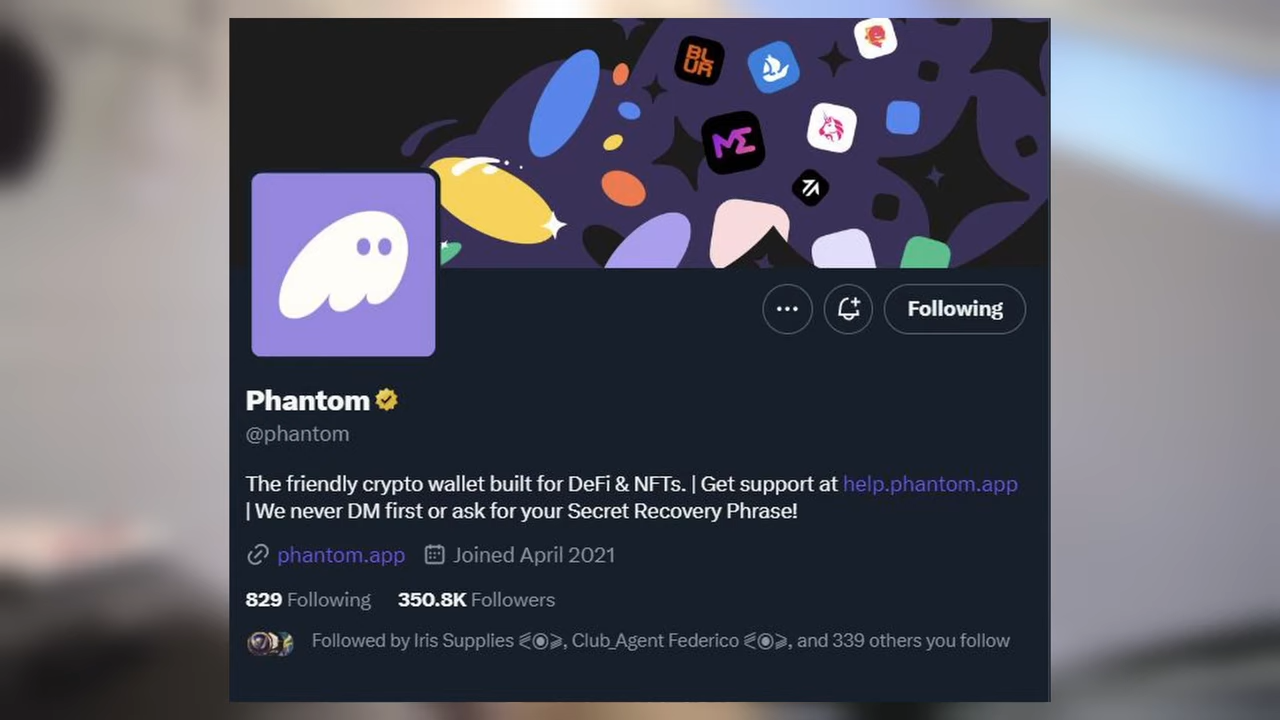 BL
UR
ME
Following
Phantom
@phantom
The friendly crypto wallet built for DeFi & NFTs. | Get support at help.phantom.app
| We never DM first or ask for your Secret Recovery Phrase!
phantom.app Joined April 2021
829 Following 350.8K Followers
Followed by Iris Supplies ⋞◉⋟, Club_Agent Federico ⋞◉⋟, and 339 others you follow